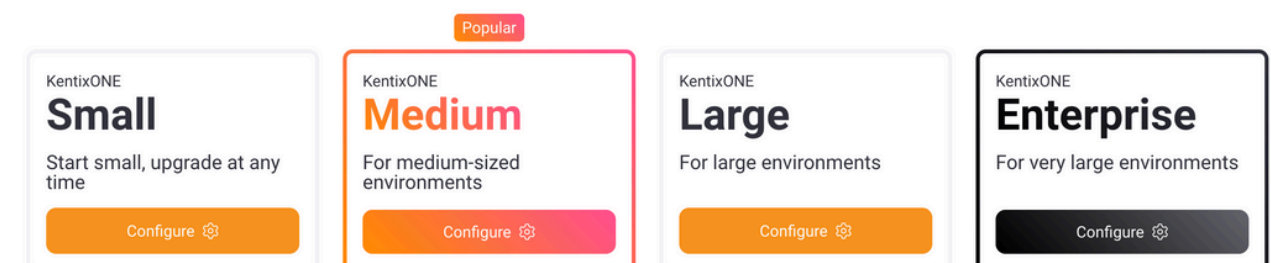 Popular
KentixONE
Small
Start small, upgrade at any
time
Configure
KentixONE
Medium
For medium-sized
environments
Configure
KentixONE
Large
For large environments
Configure
KentixONE
Enterprise
For very large environments
Configure